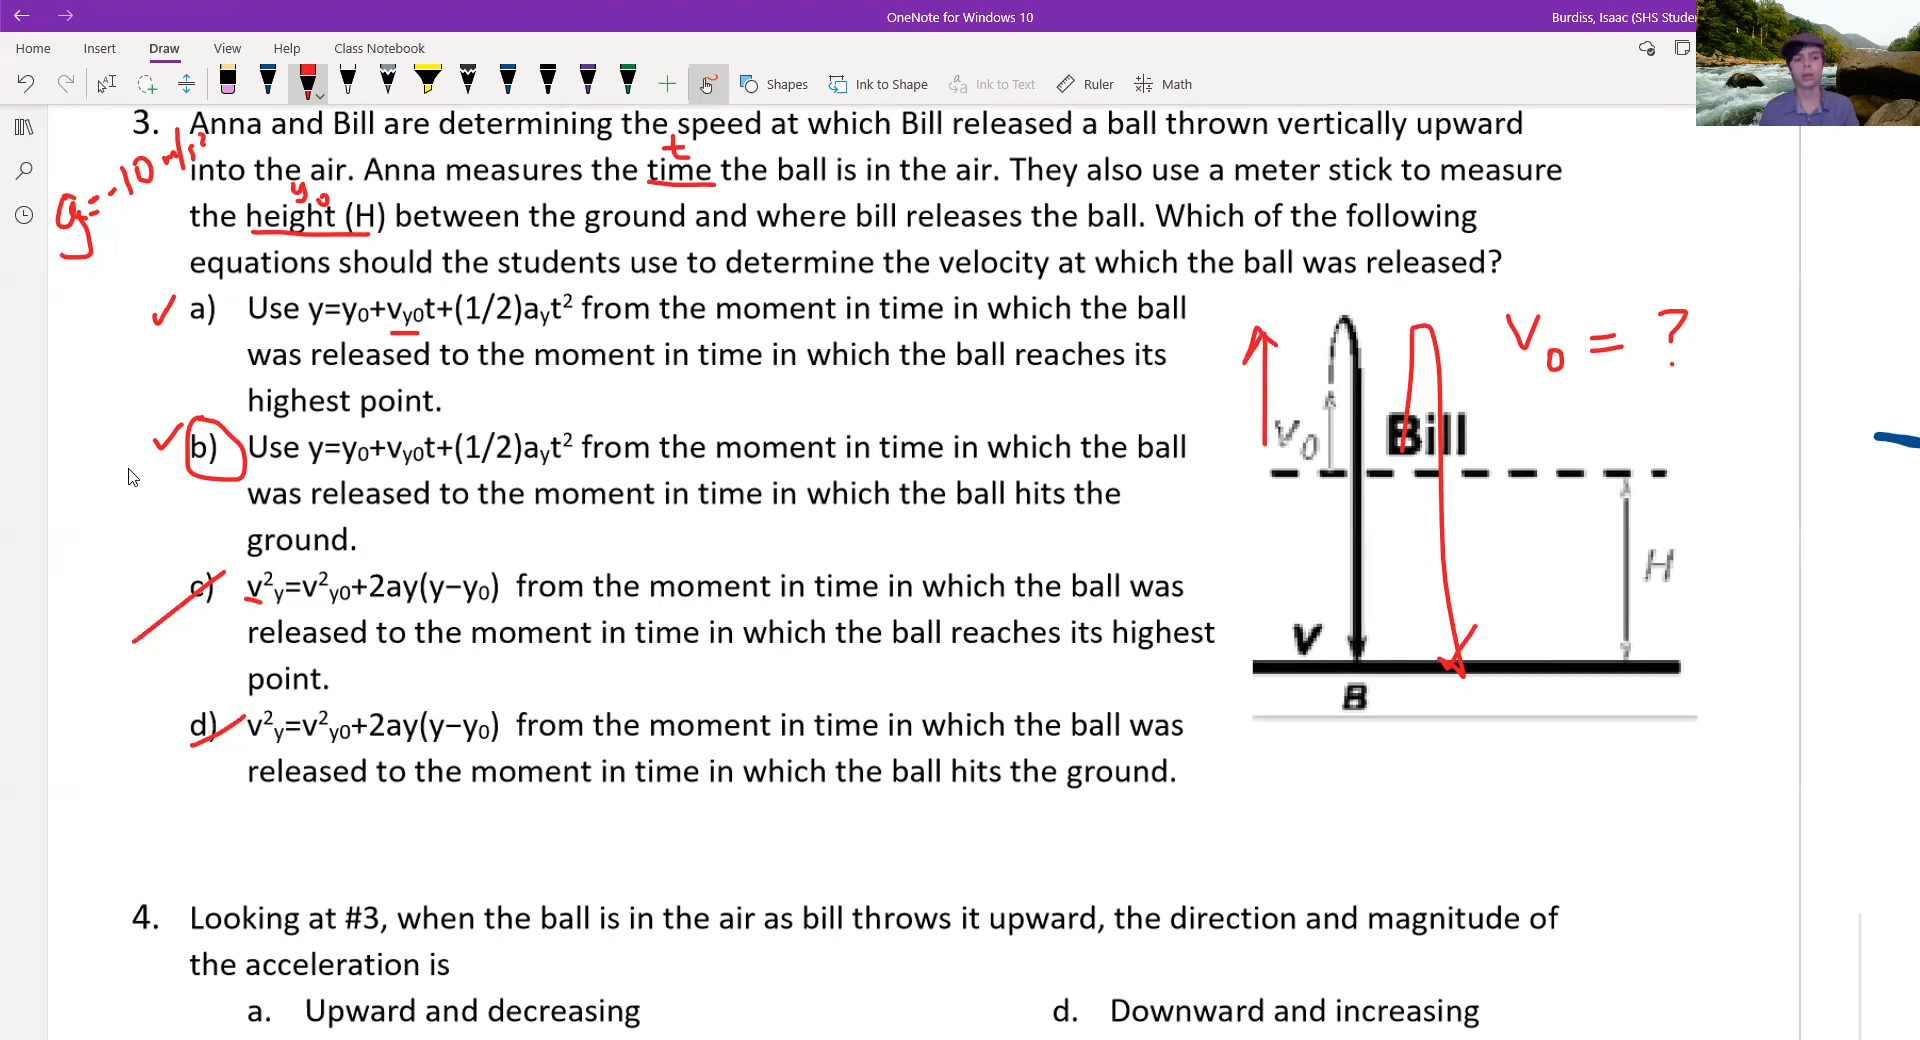 OneNote for Windows 10
Burdiss, Isaac (SHS Stude
Home Insert Draw View Help Class Notebook
Shapes Ink to Shape Ink to Text Ruler Math
3. Anna and Bill are determining the speed at which Bill released a ball thrown vertically upward
t
into the air. Anna measures the time the ball is in the air. They also use a meter stick to measure
g=-10 m/s²
y₀
the height (H) between the ground and where bill releases the ball. Which of the following
equations should the students use to determine the velocity at which the ball was released?
a) Use y=y₀+vy₀t+(1/2)ayt² from the moment in time in which the ball
was released to the moment in time in which the ball reaches its
highest point.
b) Use y=y₀+vy₀t+(1/2)ayt² from the moment in time in which the ball
was released to the moment in time in which the ball hits the
ground.
c) v²y=v²y₀+2ay(y−y₀) from the moment in time in which the ball was
released to the moment in time in which the ball reaches its highest
point.
d) v²y=v²y₀+2ay(y−y₀) from the moment in time in which the ball was
released to the moment in time in which the ball hits the ground.
V₀ = ?
V₀ Bill
H
V
B
4. Looking at #3, when the ball is in the air as bill throws it upward, the direction and magnitude of
the acceleration is
a. Upward and decreasing d. Downward and increasing